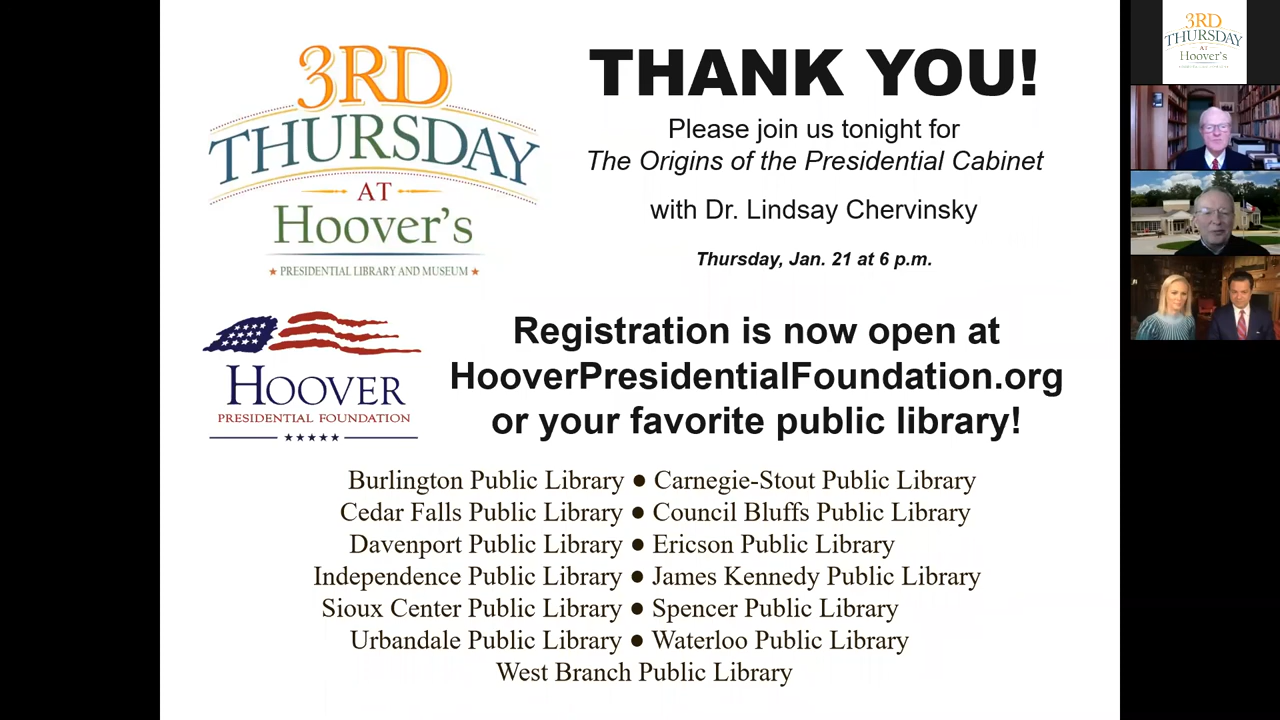 3RD
THURSDAY
AT
Hoover's
PRESIDENTIAL LIBRARY AND MUSEUM
THANK YOU!
Please join us tonight for
The Origins of the Presidential Cabinet
with Dr. Lindsay Chervinsky
Thursday, Jan. 21 at 6 p.m.
HOOVER
PRESIDENTIAL FOUNDATION
Registration is now open at
HooverPresidentialFoundation.org
or your favorite public library!
Burlington Public Library ● Carnegie-Stout Public Library
Cedar Falls Public Library ● Council Bluffs Public Library
Davenport Public Library ● Ericson Public Library
Independence Public Library ● James Kennedy Public Library
Sioux Center Public Library ● Spencer Public Library
Urbandale Public Library ● Waterloo Public Library
West Branch Public Library
3RD
THURSDAY
AT
Hoover's